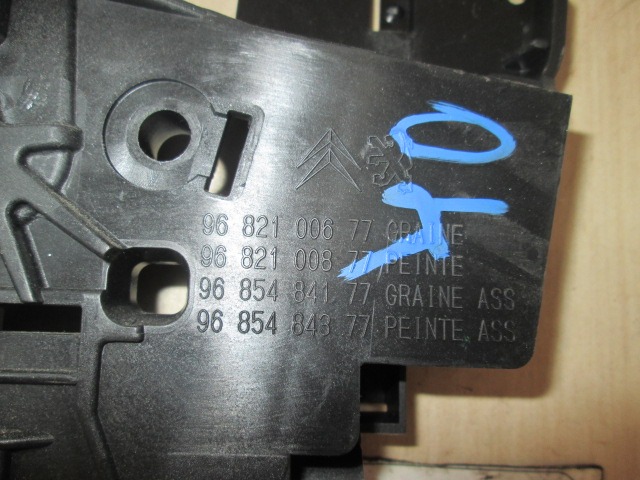 96 821 006 77 GRAINE
96 821 008 77 PEINTE
96 854 841 77 GRAINE ASS
96 854 843 77 PEINTE ASS